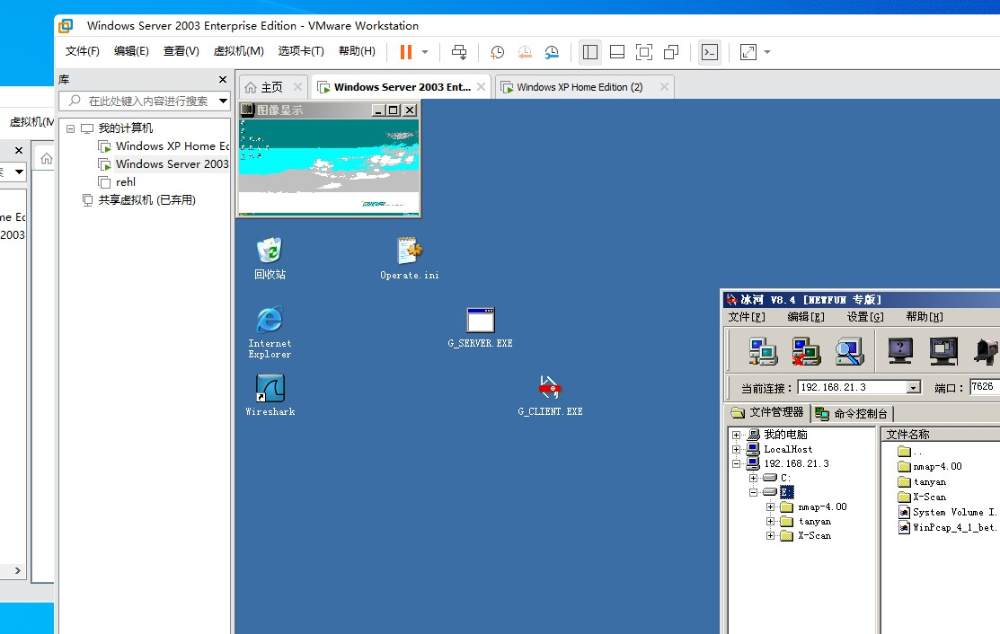 Windows Server 2003 Enterprise Edition - VMware Workstation
文件(F) 编辑(E) 查看(V) 虚拟机(M) 选项卡(T) 帮助(H)
库
在此处键入内容进行搜索
我的计算机
Windows XP Home Ec
Windows Server 2003
rehl
共享虚拟机 (已弃用)
虚拟机(M
me Ec
2003
主页
Windows Server 2003 Ent...
Windows XP Home Edition (2)
图像显示
回收站
Operate.ini
Internet
Explorer
G_SERVER.EXE
Wireshark
G_CLIENT.EXE
冰河 V8.4 [NETFUN 专版]
文件[F] 编辑[E] 设置[G] 帮助[H]
当前连接: 192.168.21.3 端口: 7626
文件管理器 命令控制台
我的电脑
LocalHost
192.168.21.3
C:
E:
nmap-4.00
tanyan
X-Scan
文件名称
..
nmap-4.00
tanyan
X-Scan
System Volume I.
WinPcap_4_1_bet.